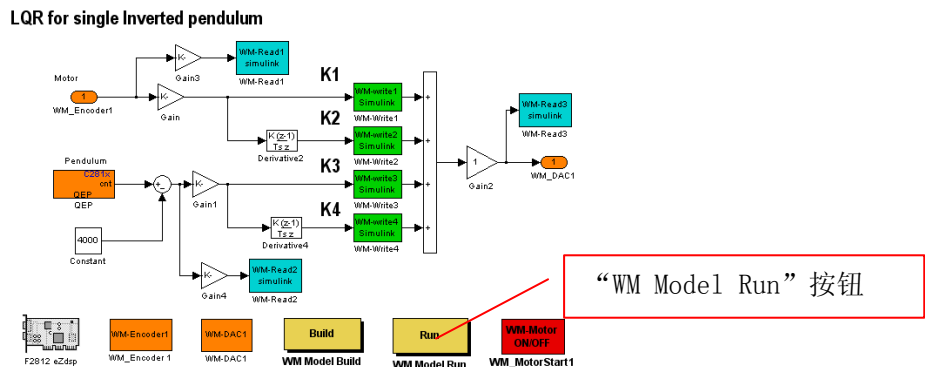 LQR for single Inverted pendulum
K-
Gain3
WM-Read1
simulink
WM-Read1
Motor
1
WM_Encoder1
K-
Gain
K1
WM-write1
Simulink
WM-Write1
K2
K (z-1)
Ts z
Derivative2
WM-write2
Simulink
WM-Write2
+
+
+
+
1
Gain2
WM-Read3
simulink
WM-Read3
1
WM_DAC1
Pendulum
C281x
cnt
QEP
QEP
+
-
K-
Gain1
K3
WM-write3
Simulink
WM-Write3
K4
K (z-1)
Ts z
Derivative4
WM-write4
Simulink
WM-Write4
4000
Constant
K-
Gain4
WM-Read2
simulink
WM-Read2
“WM Model Run”按钮
F2812 eZdsp
WM-Encoder1
WM_Encoder 1
WM-DAC1
WM-DAC1
Build
WM Model Build
Run
WM Model Run
WM-Motor
ON/OFF
WM_MotorStart1